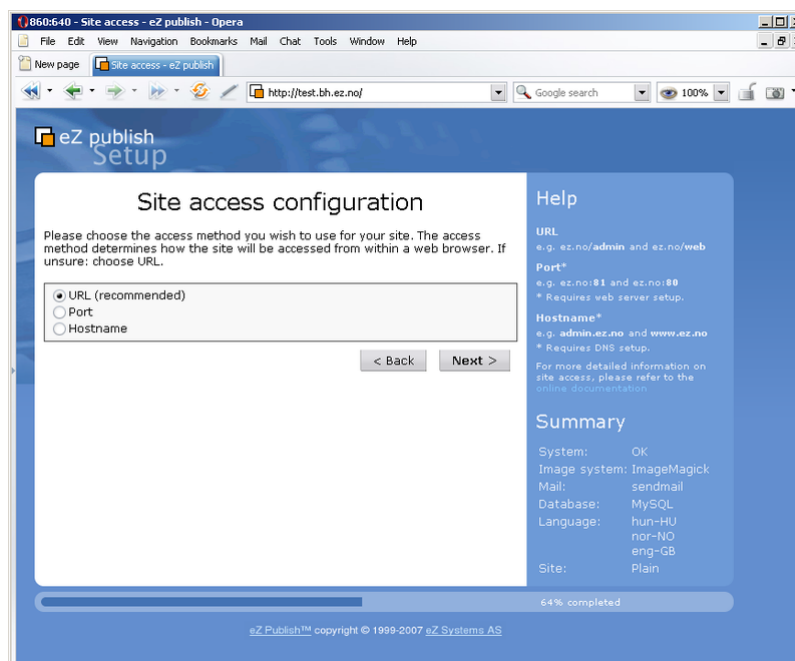 860:640 - Site access - eZ publish - Opera
File Edit View Navigation Bookmarks Mail Chat Tools Window Help
New page Site access - eZ publish
http://test.bh.ez.no/ Google search 100%
eZ publish
Setup
Site access configuration
Please choose the access method you wish to use for your site. The access
method determines how the site will be accessed from within a web browser. If
unsure: choose URL.
URL (recommended)
Port
Hostname
< Back Next >
Help
URL
e.g. ez.no/admin and ez.no/web
Port*
e.g. ez.no:81 and ez.no:80
* Requires web server setup.
Hostname*
e.g. admin.ez.no and www.ez.no
* Requires DNS setup.
For more detailed information on
site access, please refer to the
online documentation
Summary
System: OK
Image system: ImageMagick
Mail: sendmail
Database: MySQL
Language: hun-HU
nor-NO
eng-GB
Site: Plain
64% completed
eZ Publish™ copyright © 1999-2007 eZ Systems AS